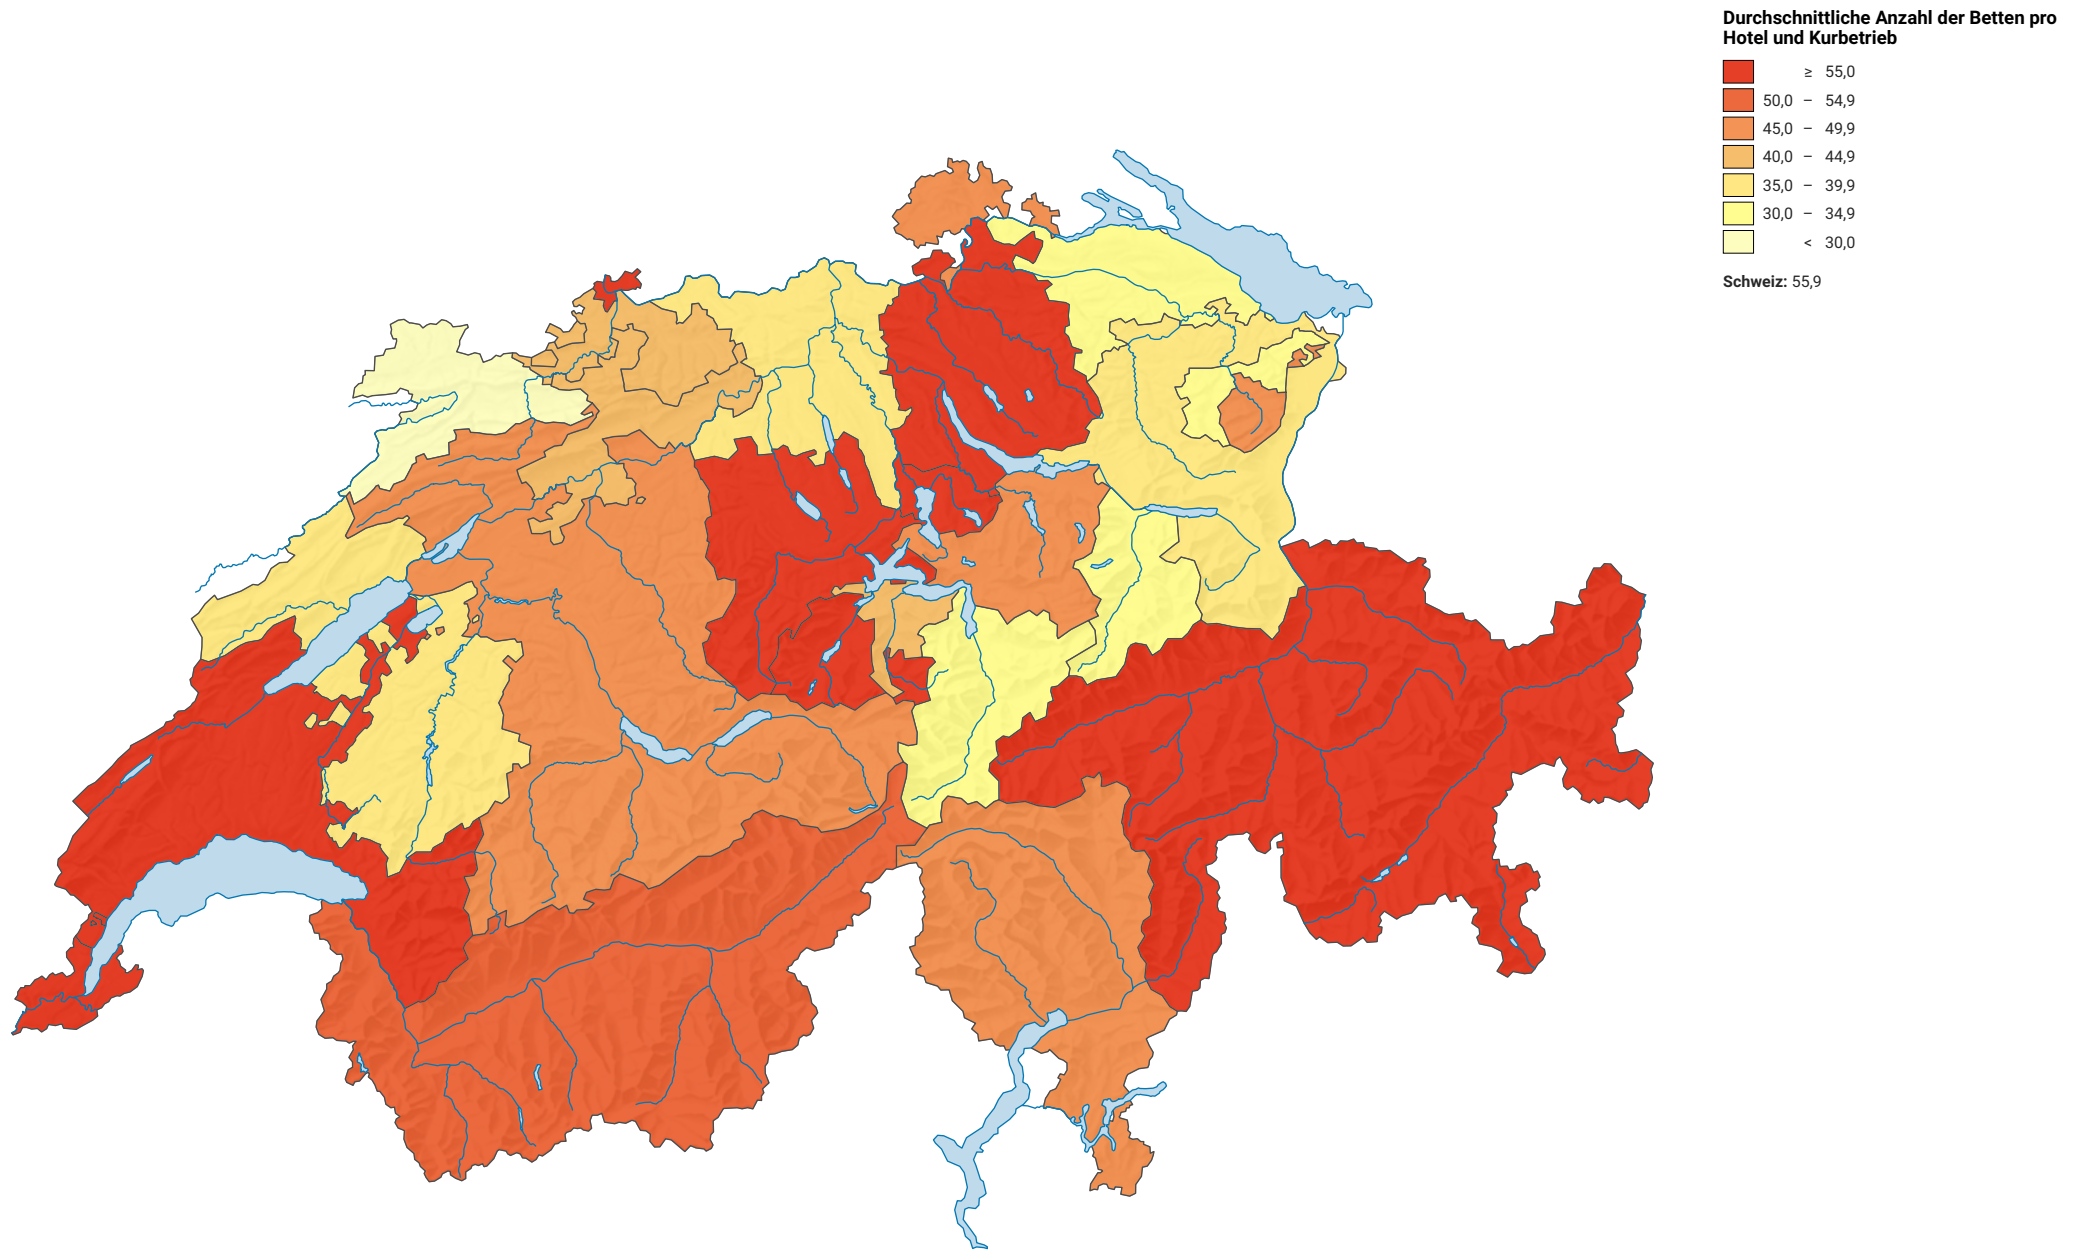 Durchschnittliche Anzahl der Betten pro
Hotel und Kurbetrieb
≥ 55,0
50,0 – 54,9
45,0 – 49,9
40,0 – 44,9
35,0 – 39,9
30,0 – 34,9
< 30,0
Schweiz: 55,9